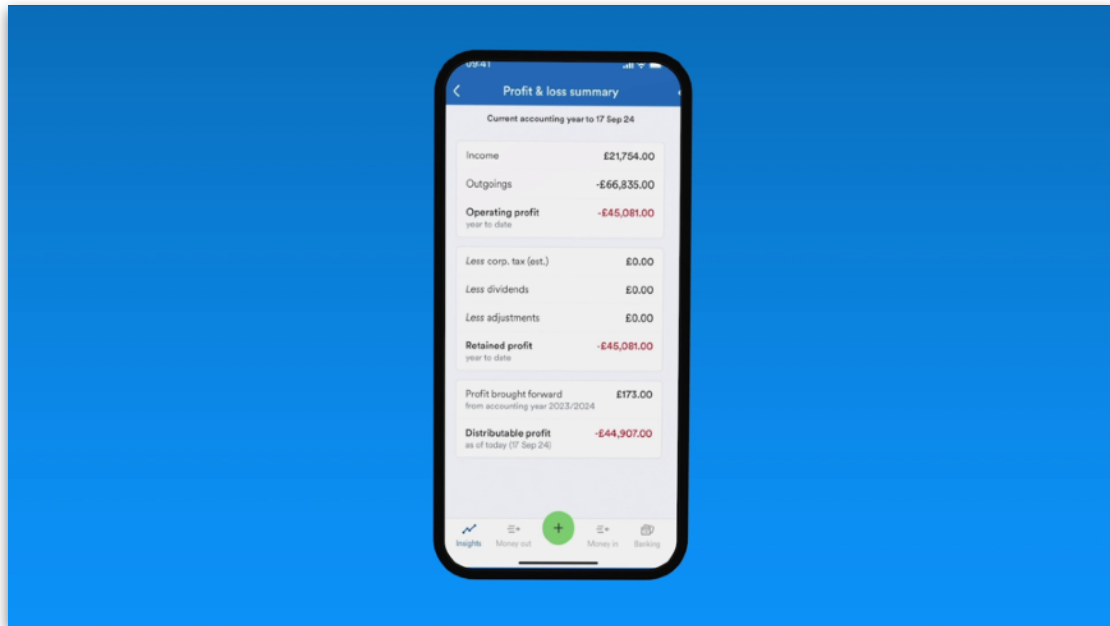 09:41
Profit & loss summary
Current accounting year to 17 Sep 24
Income £21,754.00
Outgoings -£66,835.00
Operating profit -£45,081.00
year to date
Less corp. tax (est.) £0.00
Less dividends £0.00
Less adjustments £0.00
Retained profit -£45,081.00
year to date
Profit brought forward £173.00
from accounting year 2023/2024
Distributable profit -£44,907.00
as of today (17 Sep 24)
Insights Money out + Money in Banking